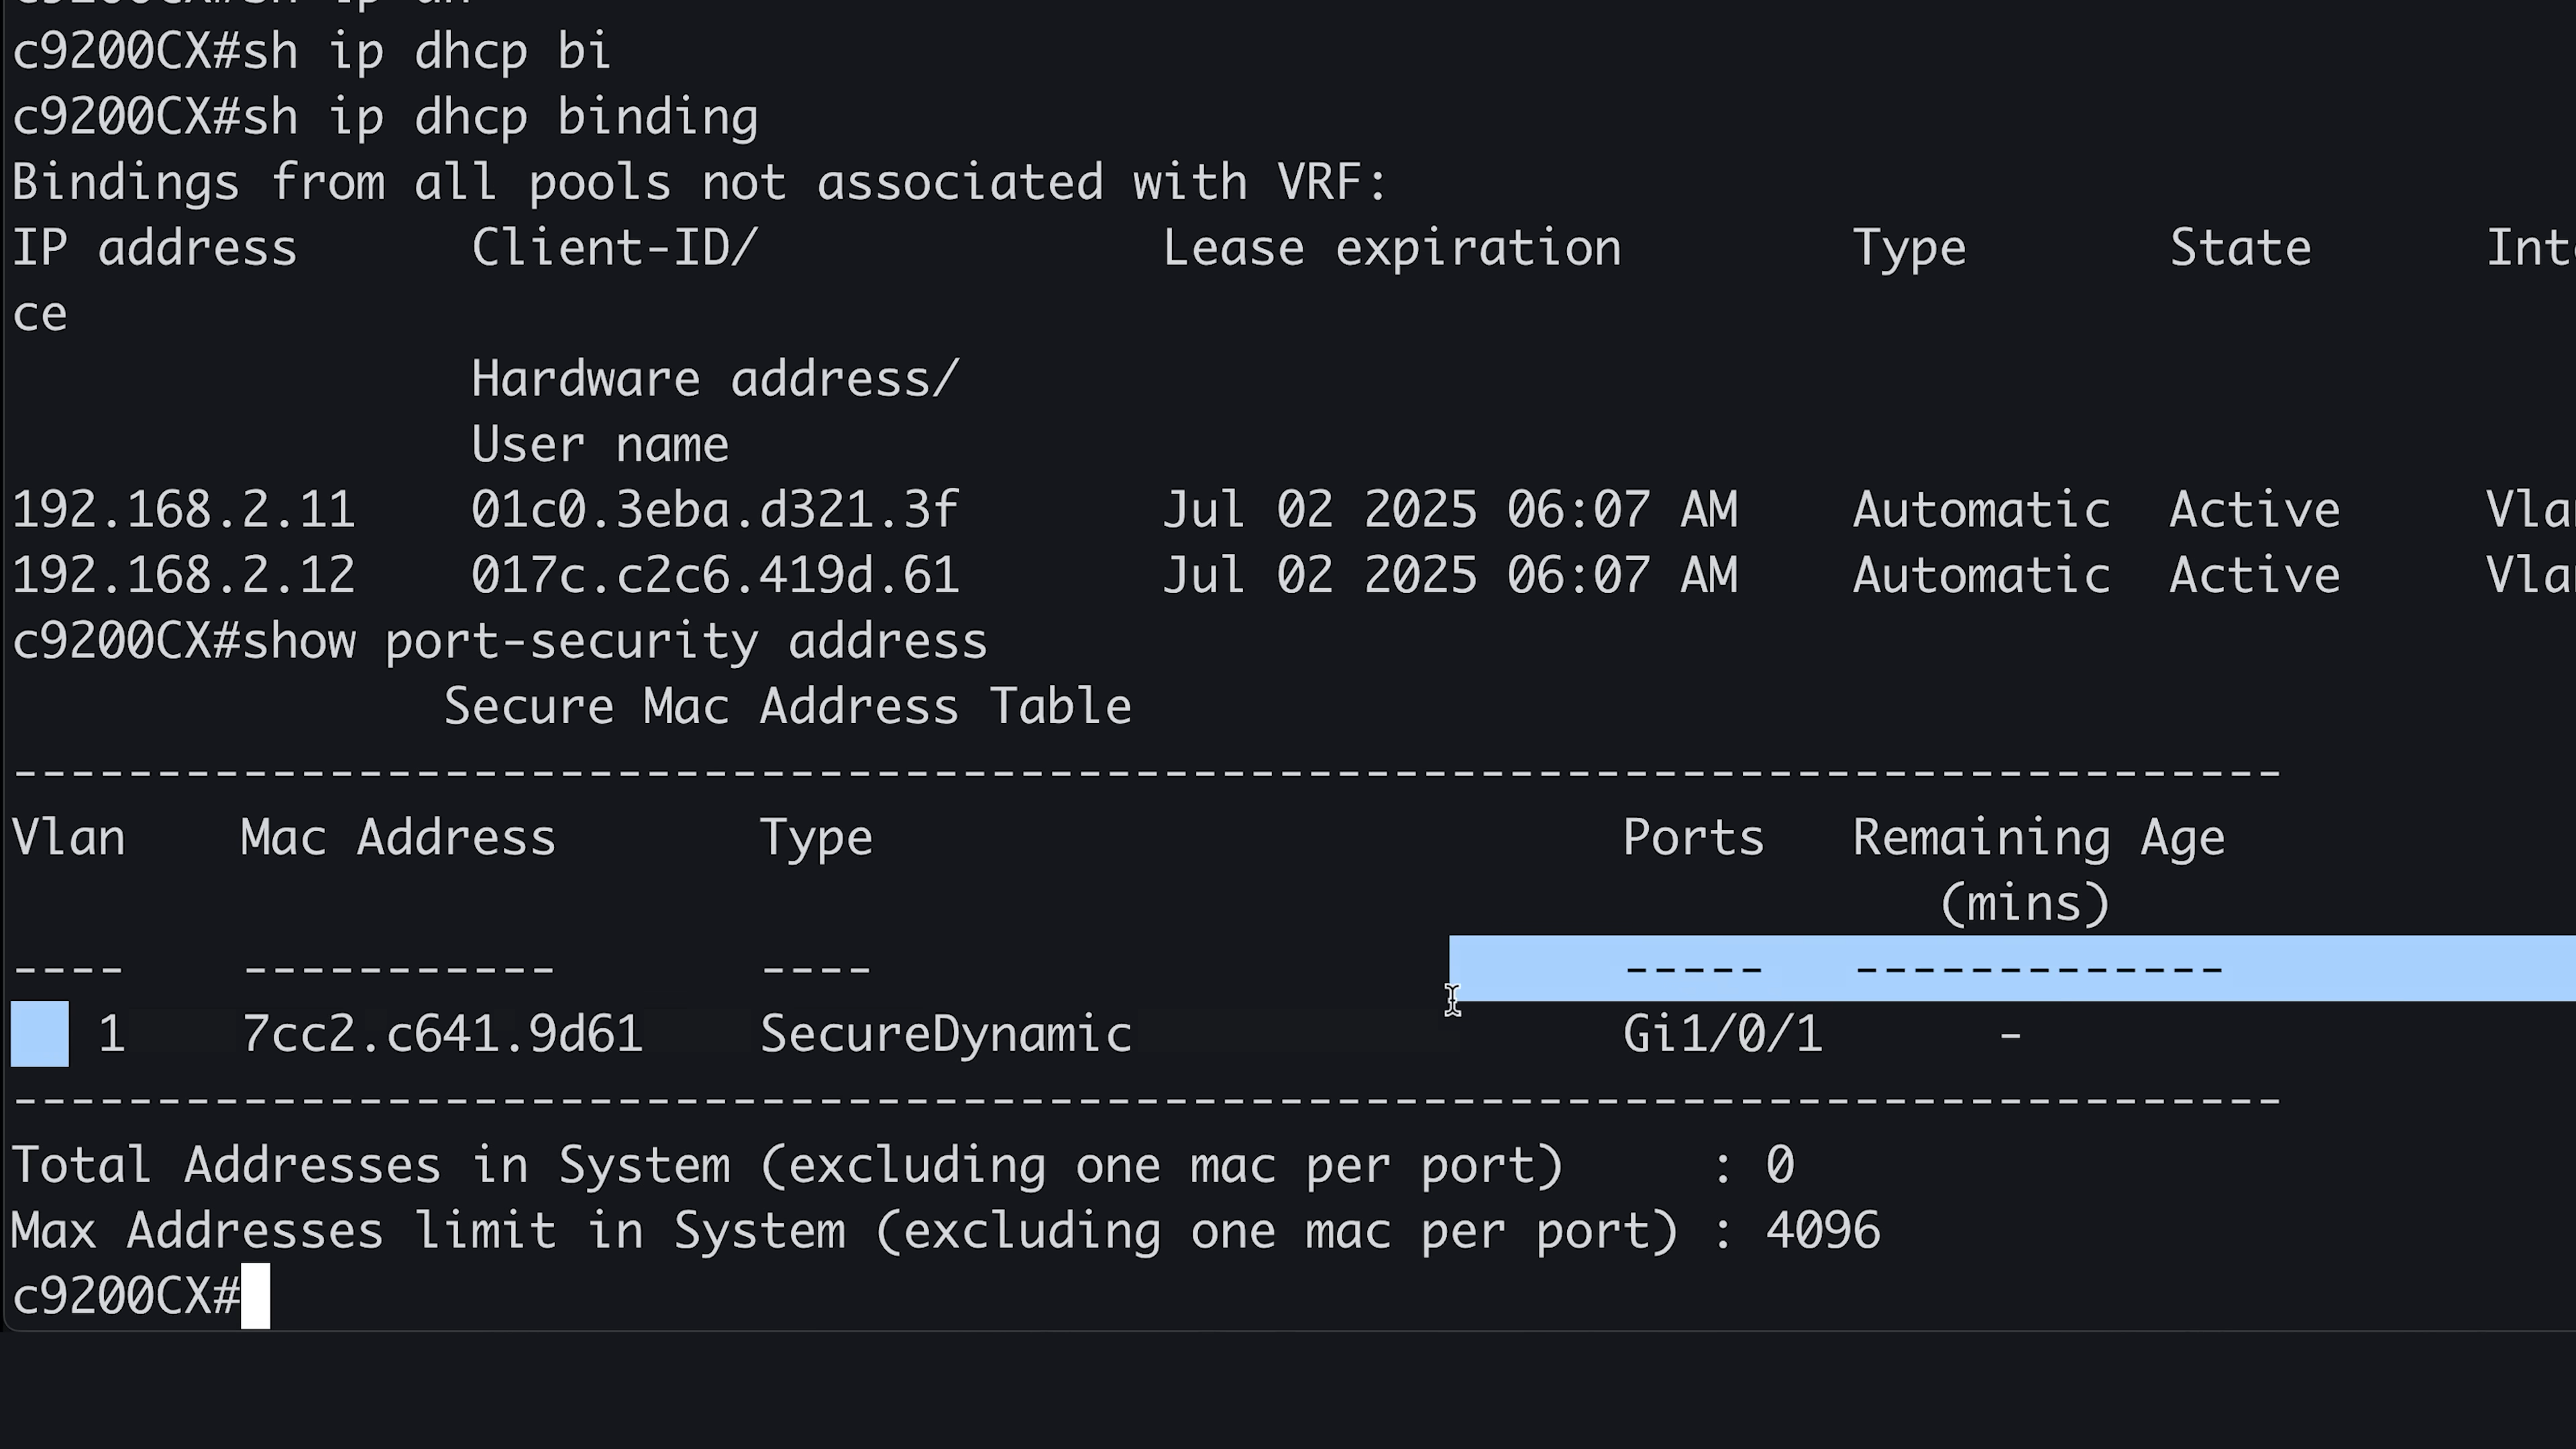 c9200CX#sh ip dhcp bi
c9200CX#sh ip dhcp binding
Bindings from all pools not associated with VRF:
IP address Client-ID/ Lease expiration Type State Int
ce
Hardware address/
User name
192.168.2.11 01c0.3eba.d321.3f Jul 02 2025 06:07 AM Automatic Active Vla
192.168.2.12 017c.c2c6.419d.61 Jul 02 2025 06:07 AM Automatic Active Vla
c9200CX#show port-security address
Secure Mac Address Table
-------------------------------------------------------------------------------
Vlan Mac Address Type Ports Remaining Age
(mins)
---- ----------- ---- ----- -------------
1 7cc2.c641.9d61 SecureDynamic Gi1/0/1 -
-------------------------------------------------------------------------------
Total Addresses in System (excluding one mac per port) : 0
Max Addresses limit in System (excluding one mac per port) : 4096
c9200CX#